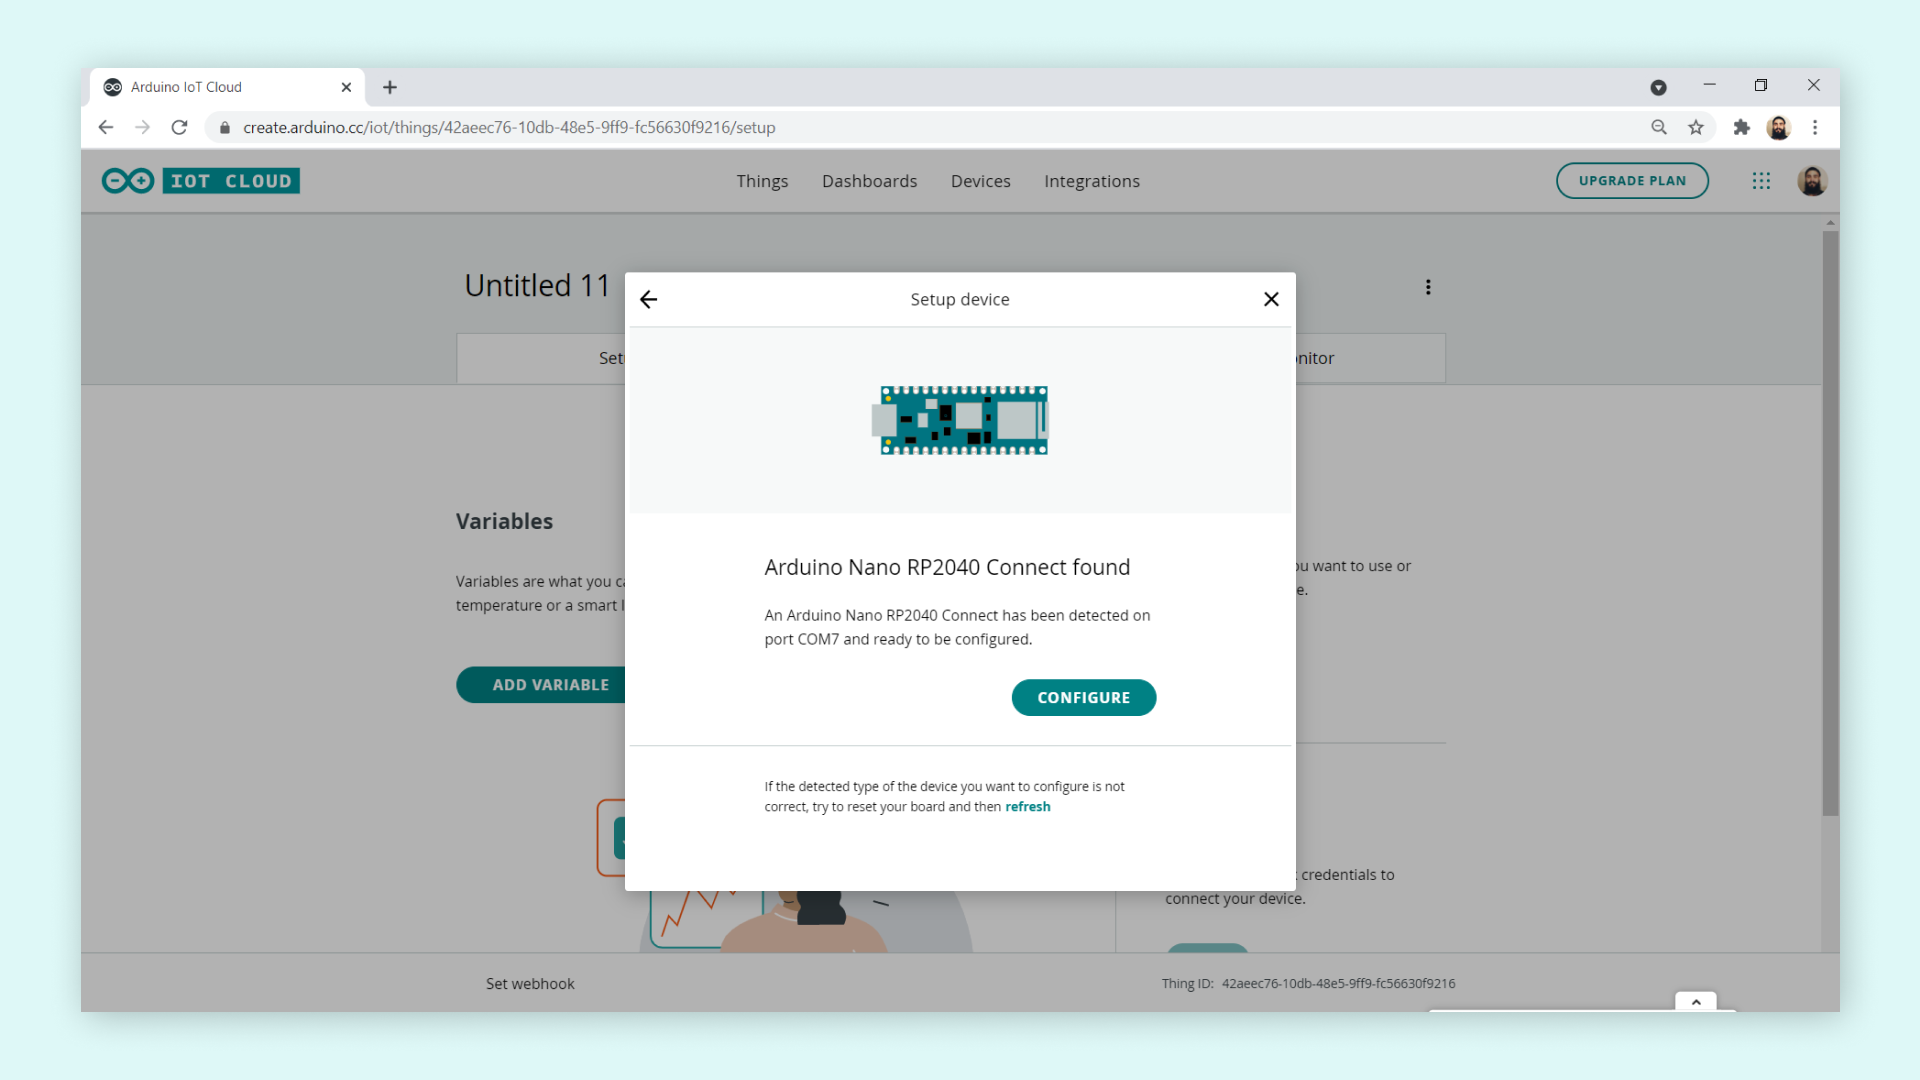 Arduino IoT Cloud
create.arduino.cc/iot/things/42aeec76-10db-48e5-9ff9-fc56630f9216/setup
IOT CLOUD
Things
Dashboards
Devices
Integrations
UPGRADE PLAN
Untitled 11
Set
nitor
Setup device
Arduino Nano RP2040 Connect found
An Arduino Nano RP2040 Connect has been detected on
port COM7 and ready to be configured.
CONFIGURE
If the detected type of the device you want to configure is not
correct, try to reset your board and then refresh
Variables
Variables are what you
temperature or a smart
ADD VARIABLE
want to use or
e.
credentials to
connect your device.
Set webhook
Thing ID: 42aeec76-10db-48e5-9ff9-fc56630f9216